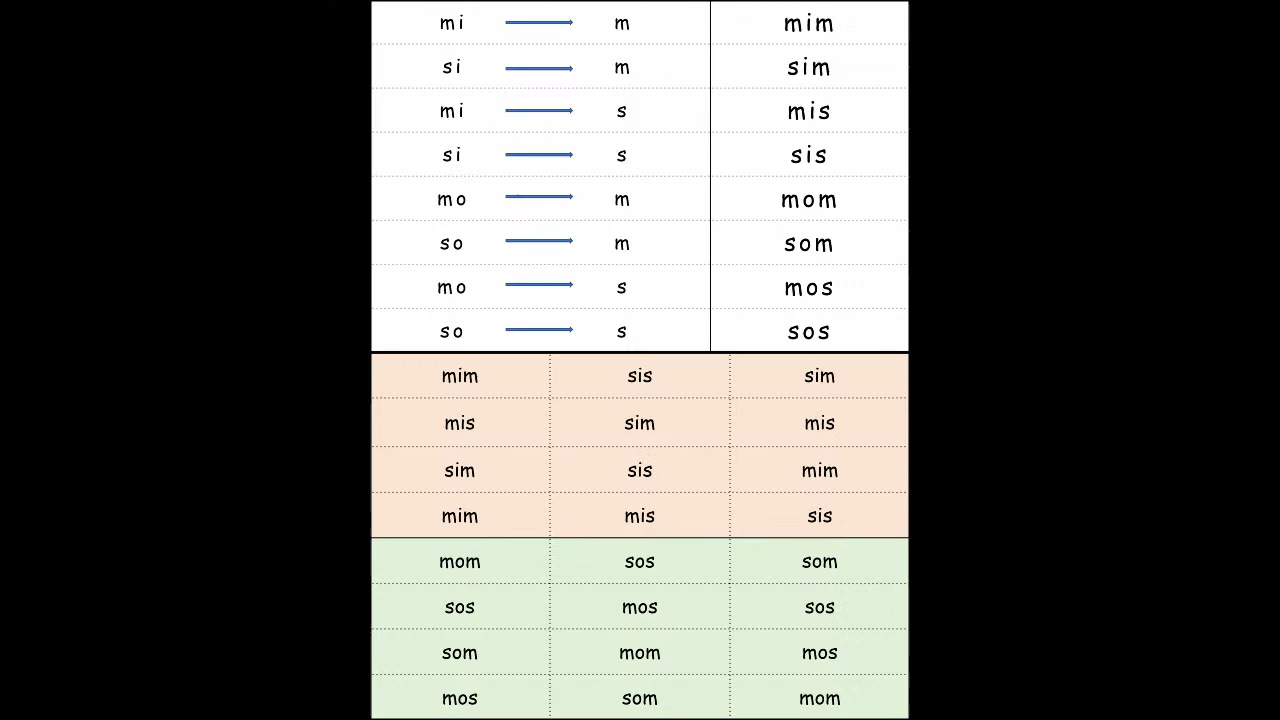 mi m mim
si m sim
mi s mis
si s sis
mo m mom
so m som
mo s mos
so s sos
mim sis sim
mis sim mis
sim sis mim
mim mis sis
mom sos som
sos mos sos
som mom mos
mos som mom